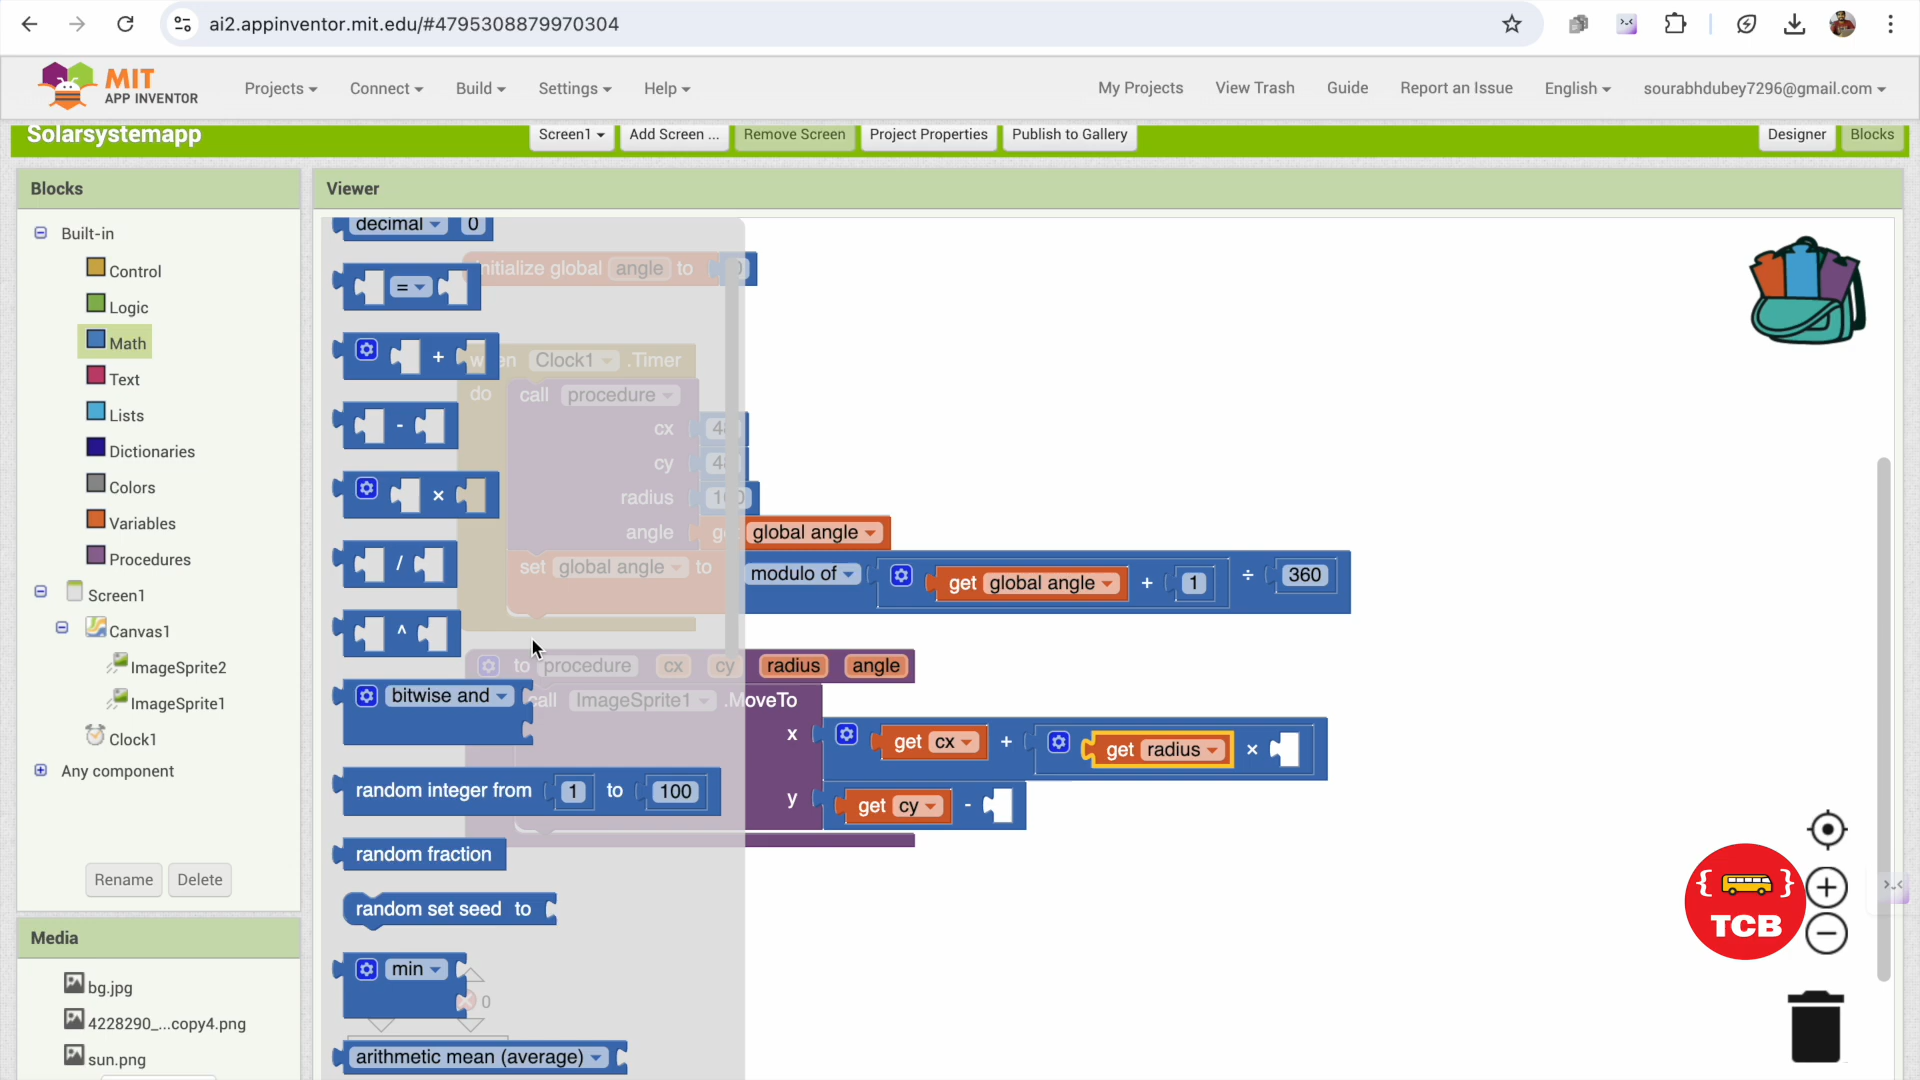 ai2.appinventor.mit.edu/#4795308879970304
MIT
APP INVENTOR
Projects
Connect
Build
Settings
Help
My Projects
View Trash
Guide
Report an Issue
English
sourabhdubey7296@gmail.com
Solarsystemapp
Screen1
Add Screen ...
Remove Screen
Project Properties
Publish to Gallery
Designer
Blocks
Blocks
Built-in
Control
Logic
Math
Text
Lists
Dictionaries
Colors
Variables
Procedures
Screen1
Canvas1
ImageSprite2
ImageSprite1
Clock1
Any component
Rename
Delete
Media
bg.jpg
4228290_...copy4.png
sun.png
Viewer
decimal 0
=
+
-
×
/
^
bitwise and
random integer from 1 to 100
random fraction
random set seed to
min
arithmetic mean (average)
initialize global angle to 0
when Clock1 .Timer
do call procedure
cx
cy
radius 100
angle get global angle
set global angle to modulo of get global angle + 1 ÷ 360
to procedure cx cy radius angle
call ImageSprite1 .MoveTo
x get cx + get radius ×
y get cy -
0
{ }
TCB